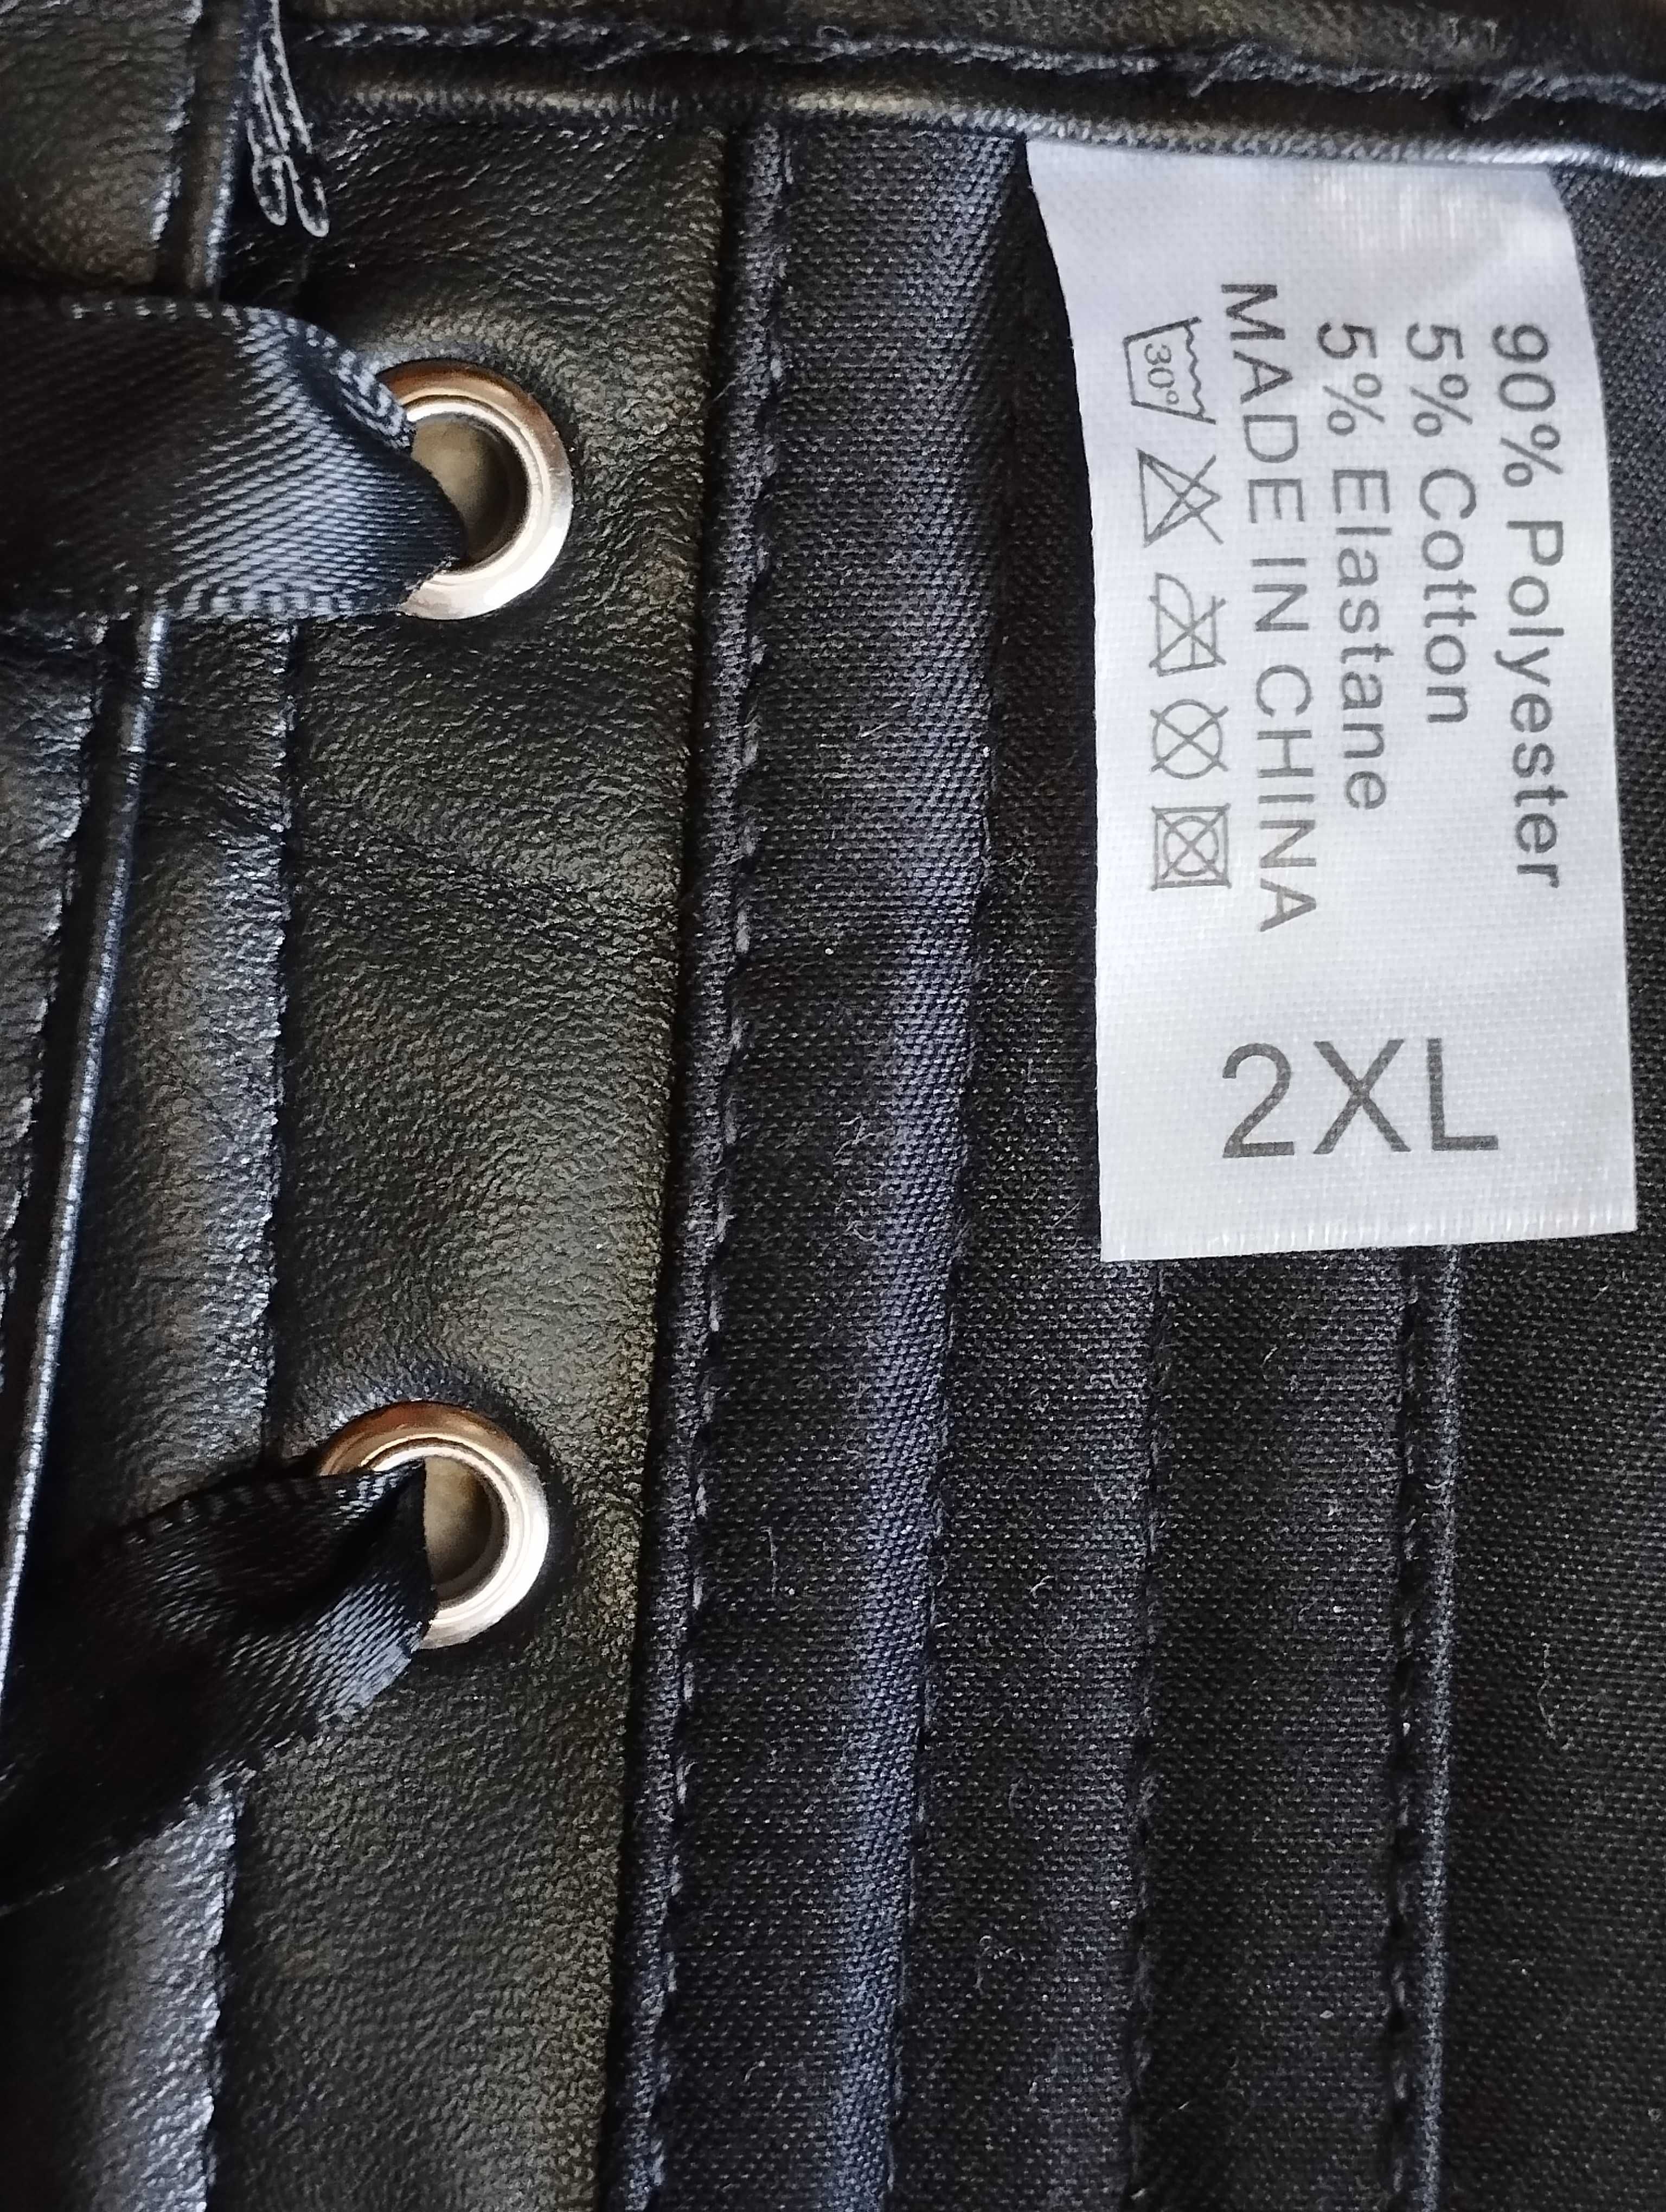 90% Polyester
5% Cotton
5% Elastane
MADE IN CHINA
30°
2XL